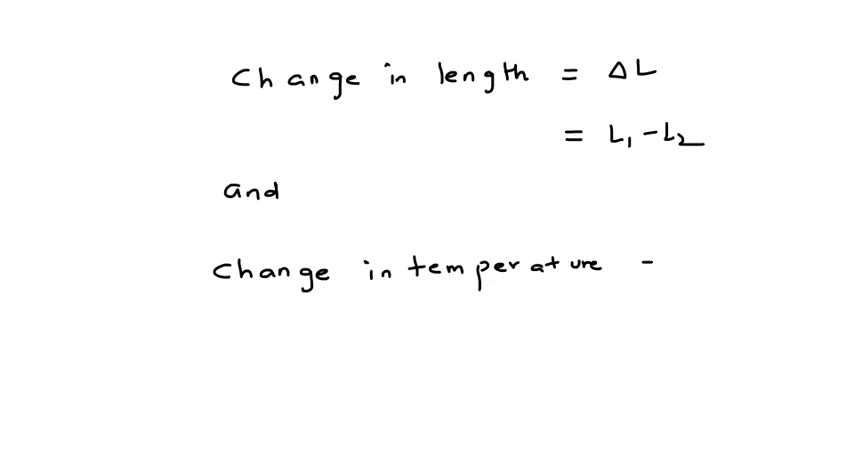 Change in length = ΔL
= L₁ - L₂
and
Change in temperature -